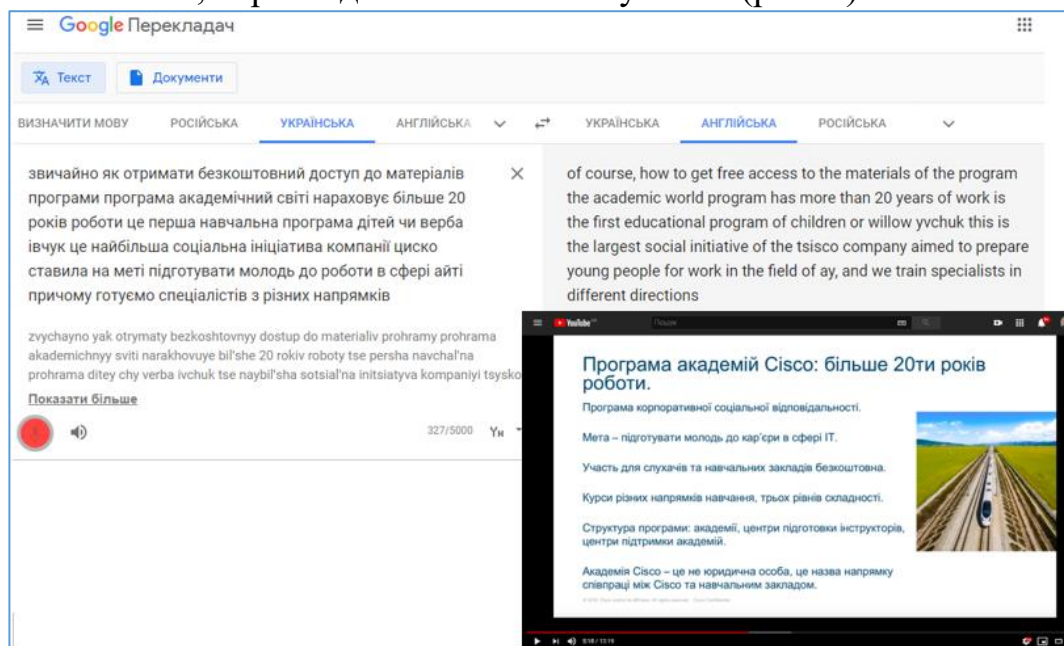 Google Перекладач
Текст
Документи
ВИЗНАЧИТИ МОВУ РОСІЙСЬКА УКРАЇНСЬКА АНГЛІЙСЬКА УКРАЇНСЬКА АНГЛІЙСЬКА РОСІЙСЬКА
звичайно як отримати безкоштовний доступ до матеріалів
програми програма академічний світі нараховує більше 20
років роботи це перша навчальна програма дітей чи верба
івчук це найбільша соціальна ініціатива компанії циско
ставила на меті підготувати молодь до роботи в сфері айті
причому готуємо спеціалістів з різних напрямків
zvychayno yak otrymaty bezkoshtovnyy dostup do materialiv prohramy prohrama
akademichnyy sviti narakhovuye bil'she 20 rokiv roboty tse persha navchal'na
prohrama ditey chy verba ivchuk tse naybil'sha sotsial'na initsiatyva kompaniyi tsysko
Показати більше
327/5000
of course, how to get free access to the materials of the program
the academic world program has more than 20 years of work is
the first educational program of children or willow yvchuk this is
the largest social initiative of the tsisco company aimed to prepare
young people for work in the field of ay, and we train specialists in
different directions
YouTube
Пошук
Програма академій Cisco: більше 20ти років
роботи.
Програма корпоративної соціальної відповідальності.
Мета – підготувати молодь до кар'єри в сфері ІТ.
Участь для слухачів та навчальних закладів безкоштовна.
Курси різних напрямків навчання, трьох рівнів складності.
Структура програми: академії, центри підготовки інструкторів,
центри підтримки академій.
Академія Cisco – це не юридична особа, це назва напрямку
співпраці між Cisco та навчальним закладом.